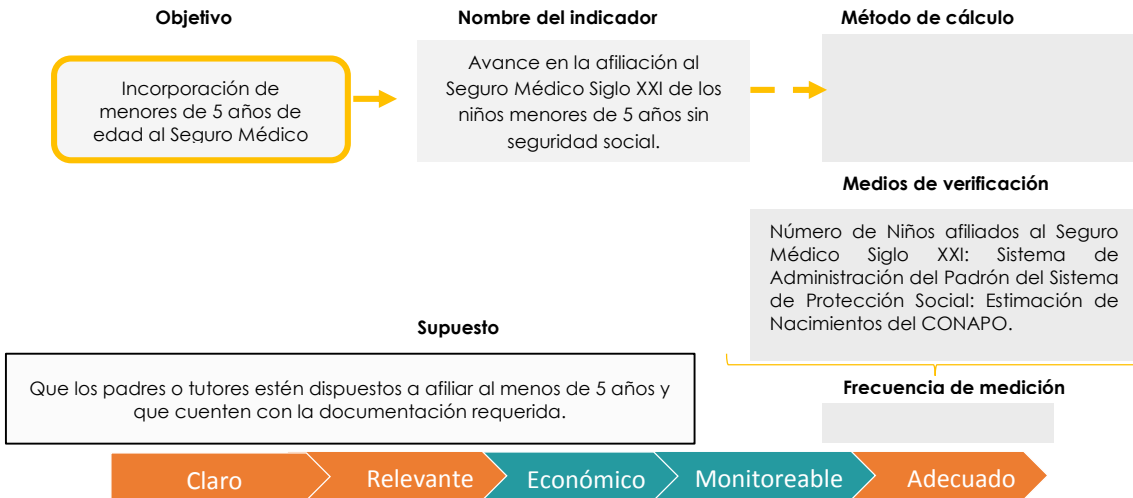 Objetivo
Nombre del indicador
Método de cálculo
Incorporación de
menores de 5 años de
edad al Seguro Médico
Avance en la afiliación al
Seguro Médico Siglo XXI de los
niños menores de 5 años sin
seguridad social.
Medios de verificación
Número de Niños afiliados al Seguro
Médico Siglo XXI: Sistema de
Administración del Padrón del Sistema
de Protección Social: Estimación de
Nacimientos del CONAPO.
Supuesto
Que los padres o tutores estén dispuestos a afiliar al menos de 5 años y
que cuenten con la documentación requerida.
Frecuencia de medición
Claro
Relevante
Económico
Monitoreable
Adecuado